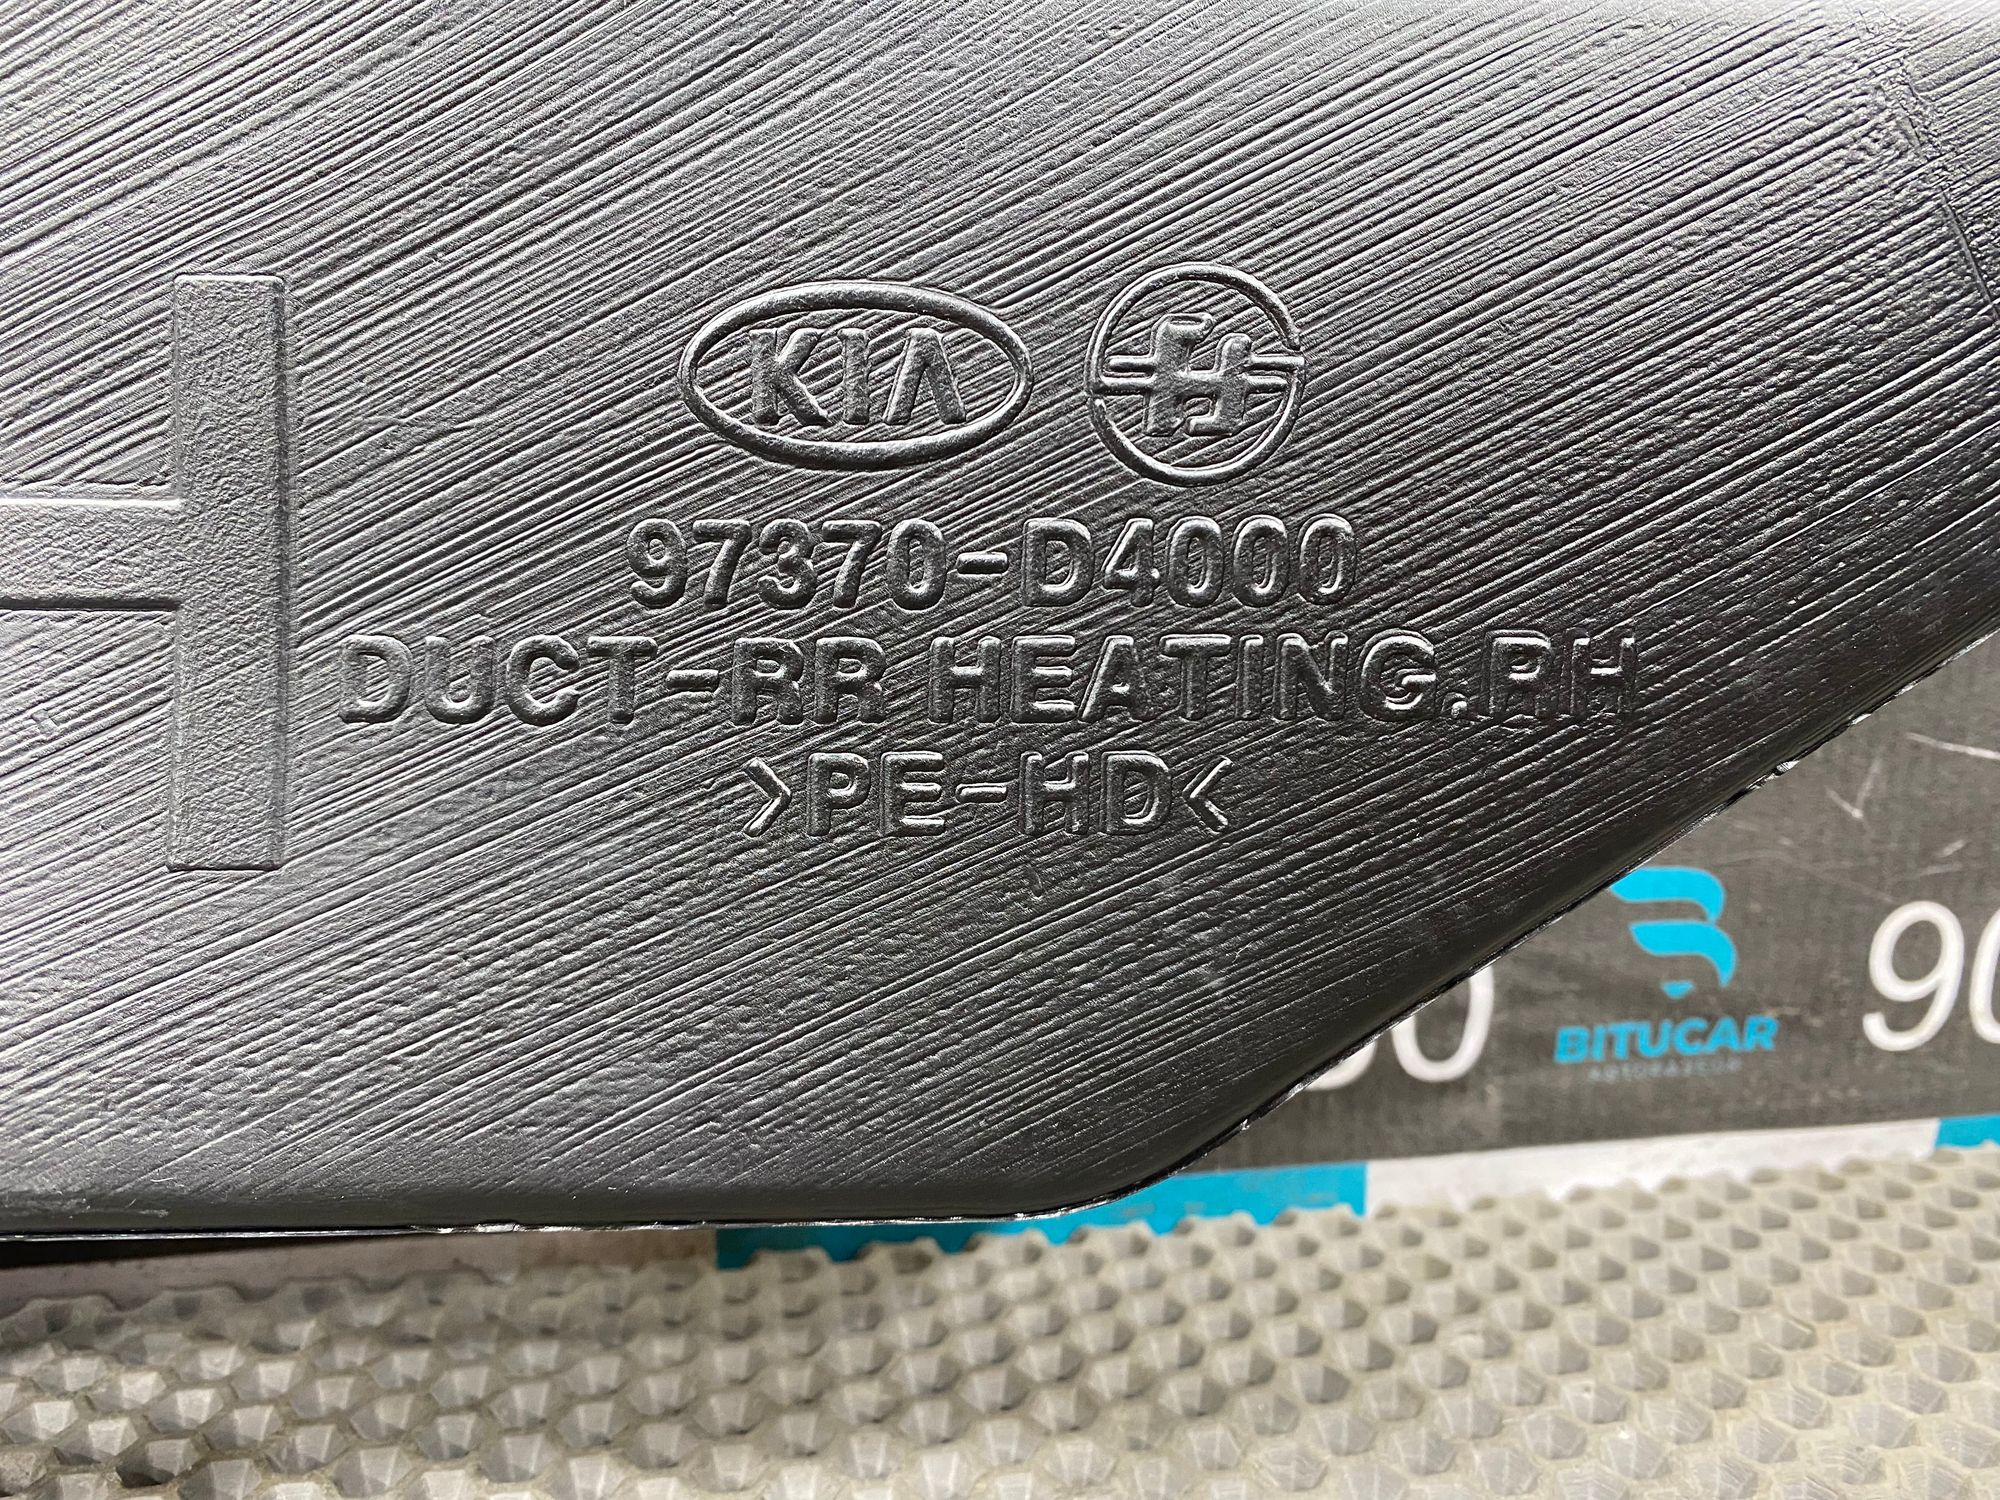 H
KIA
97370-D4000
DUCT-RR HEATING.RH
>PE-HD<
BITUCAR